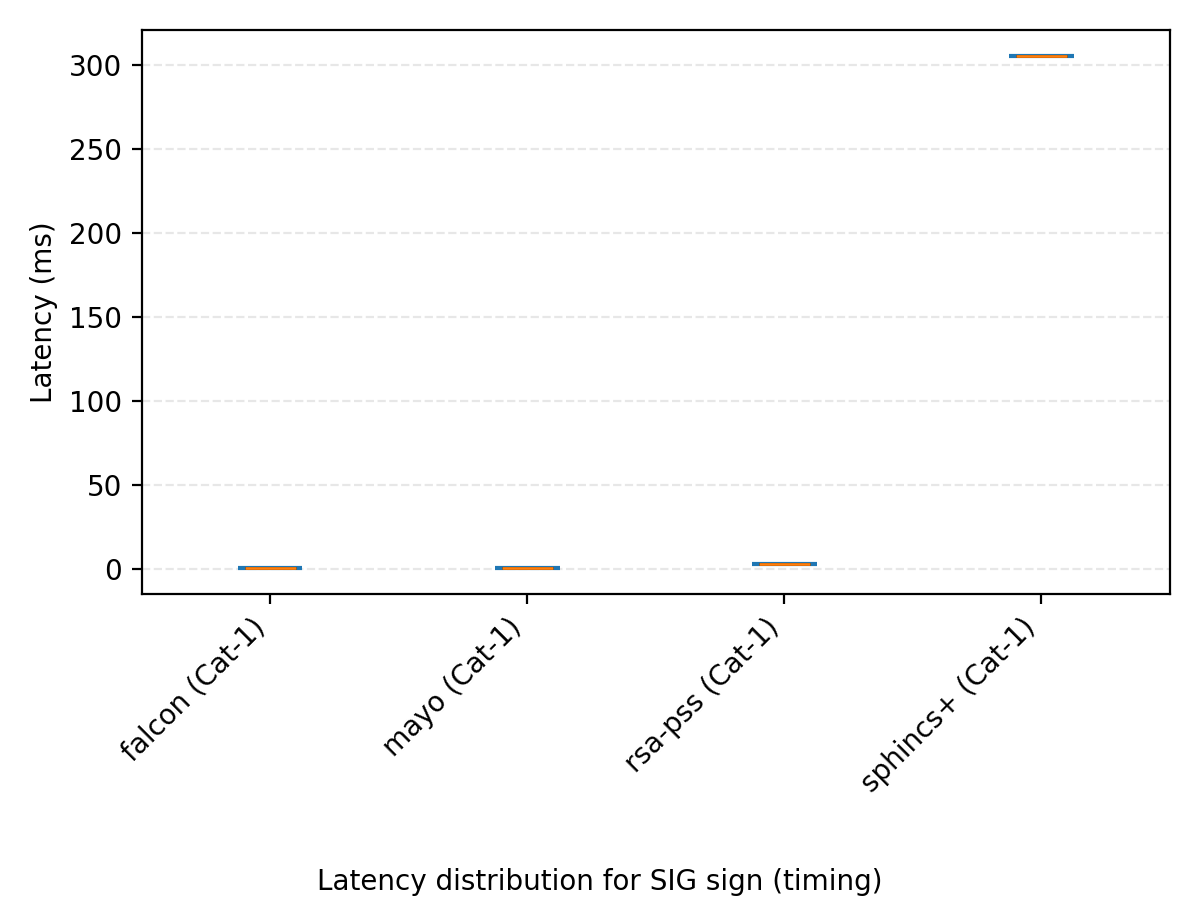 300
250
200
150
100
50
0
Latency (ms)
falcon (Cat-1)
mayo (Cat-1)
rsa-pss (Cat-1)
sphincs+ (Cat-1)
Latency distribution for SIG sign (timing)